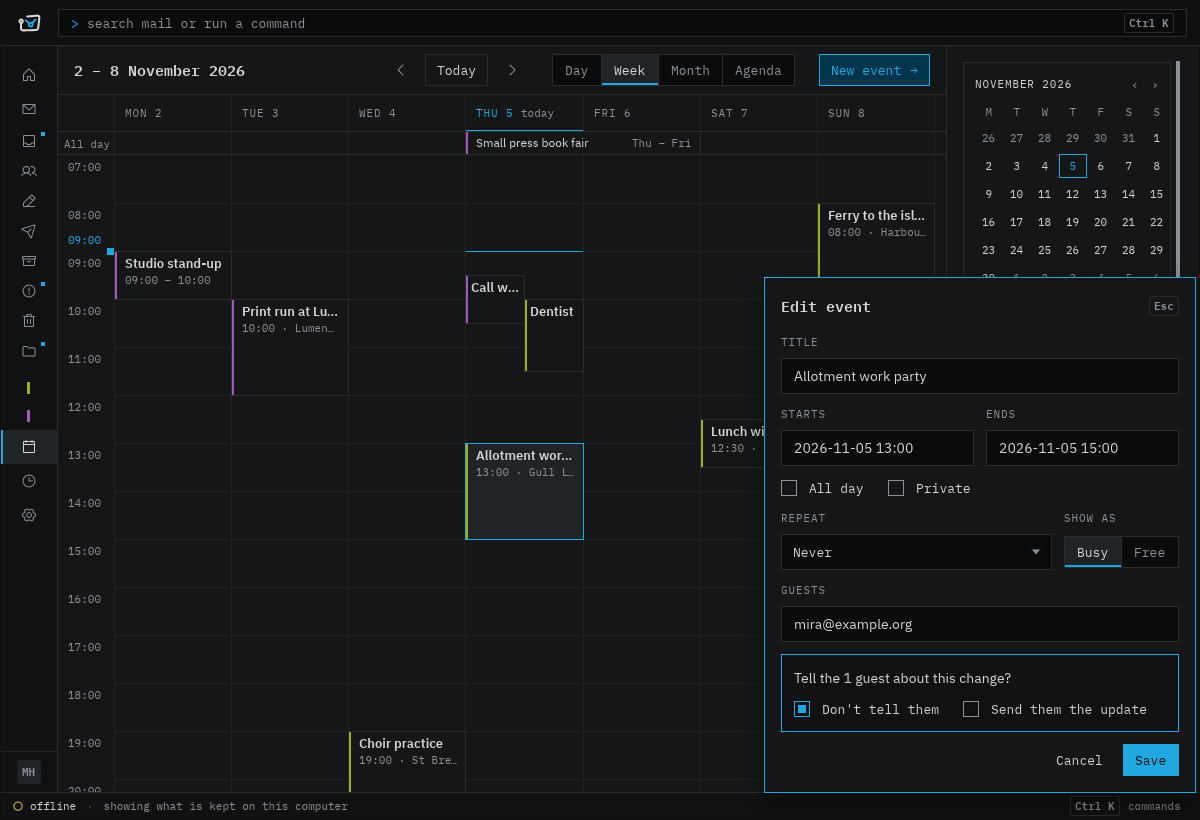 > search mail or run a command Ctrl K
2 – 8 November 2026 Today Day Week Month Agenda New event →
MON 2 TUE 3 WED 4 THU 5 today FRI 6 SAT 7 SUN 8
All day Small press book fair Thu – Fri
07:00
08:00
09:00
09:00
10:00
11:00
12:00
13:00
14:00
15:00
16:00
17:00
18:00
19:00
20:00
Studio stand-up
09:00 – 10:00
Print run at Lu…
10:00 · Lumen…
Choir practice
19:00 · St Bre…
Call w…
Dentist
Allotment wor…
13:00 · Gull L…
Lunch wi
12:30 ·
Ferry to the isl…
08:00 · Harbou…
NOVEMBER 2026 ‹ ›
M T W T F S S
26 27 28 29 30 31 1
2 3 4 5 6 7 8
9 10 11 12 13 14 15
16 17 18 19 20 21 22
23 24 25 26 27 28 29
Edit event Esc
TITLE
Allotment work party
STARTS ENDS
2026-11-05 13:00 2026-11-05 15:00
All day Private
REPEAT SHOW AS
Never Busy Free
GUESTS
mira@example.org
Tell the 1 guest about this change?
Don't tell them Send them the update
Cancel Save
MH
offline · showing what is kept on this computer Ctrl K commands